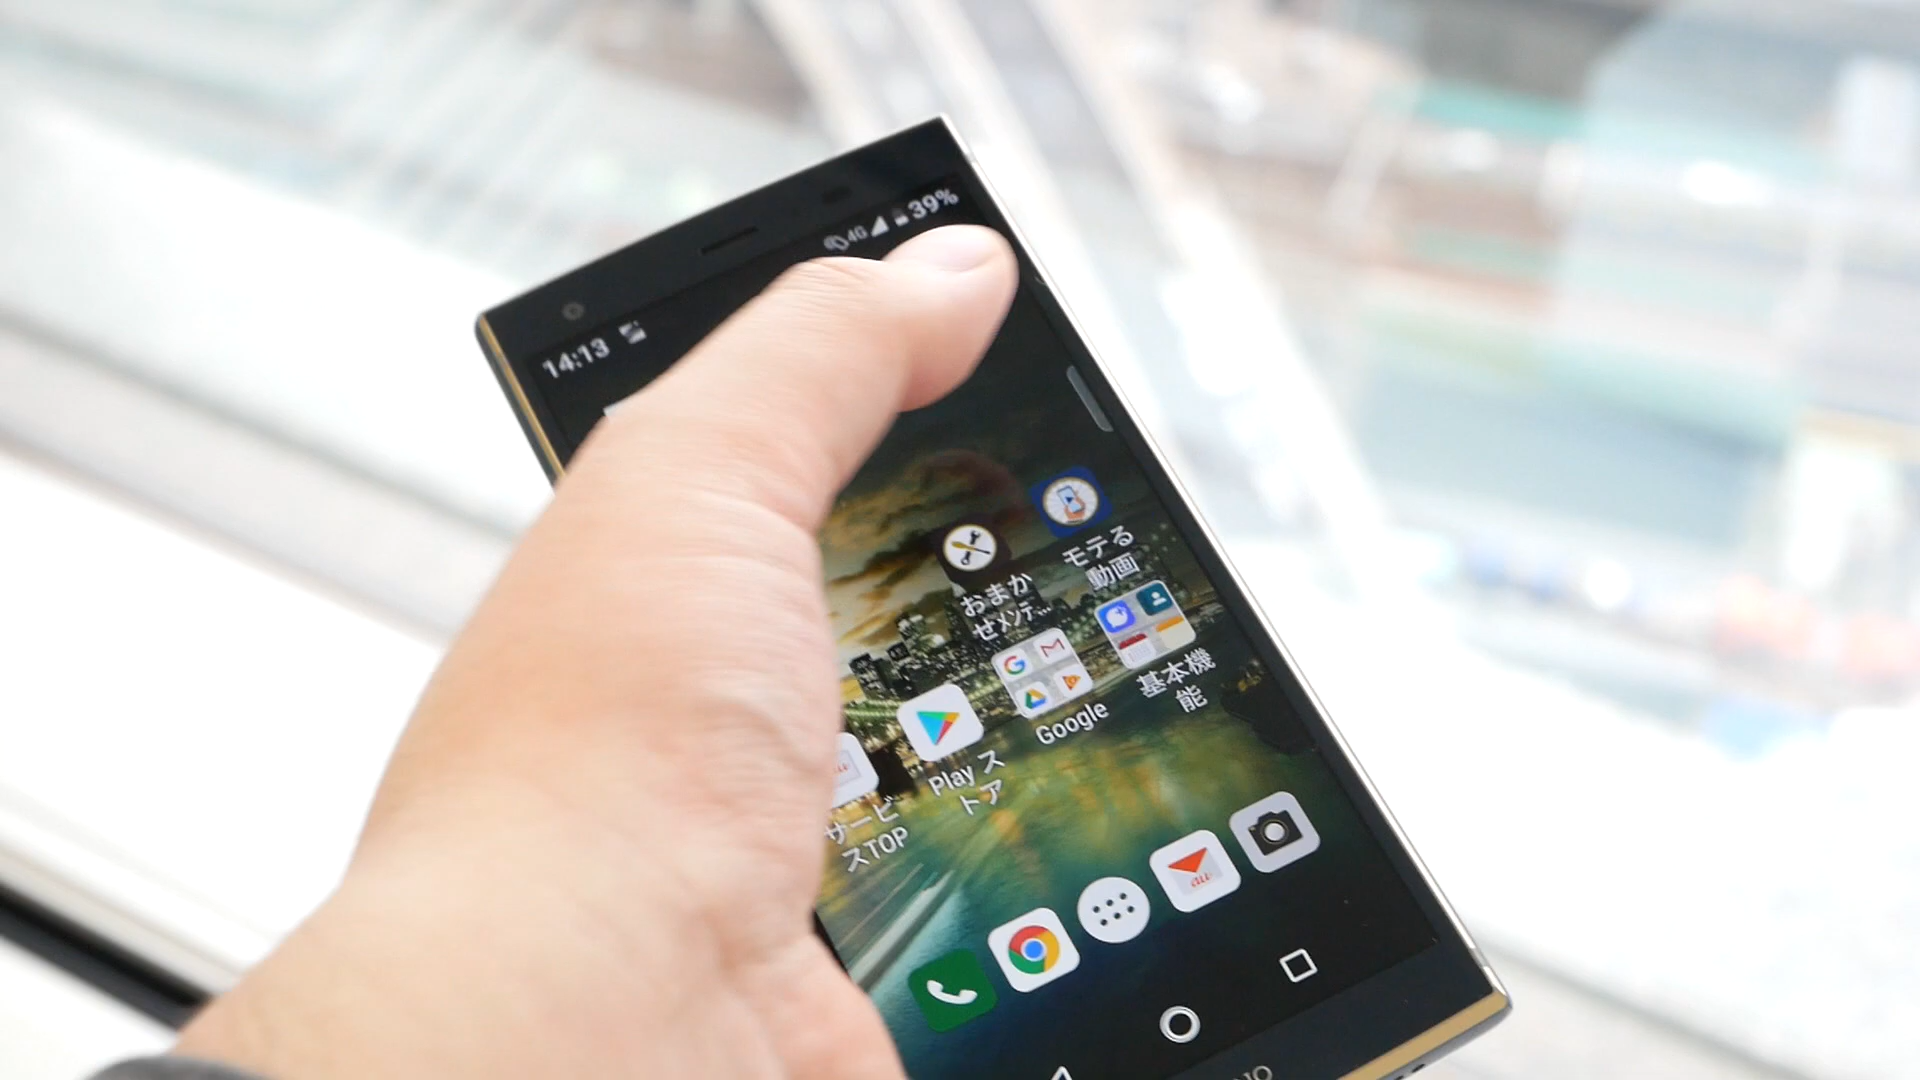 39%
4G
14:13
モテる
動画
おまか
せメンテ...
基本機
能
Google
Play ス
トア
サービ
スTOP
au